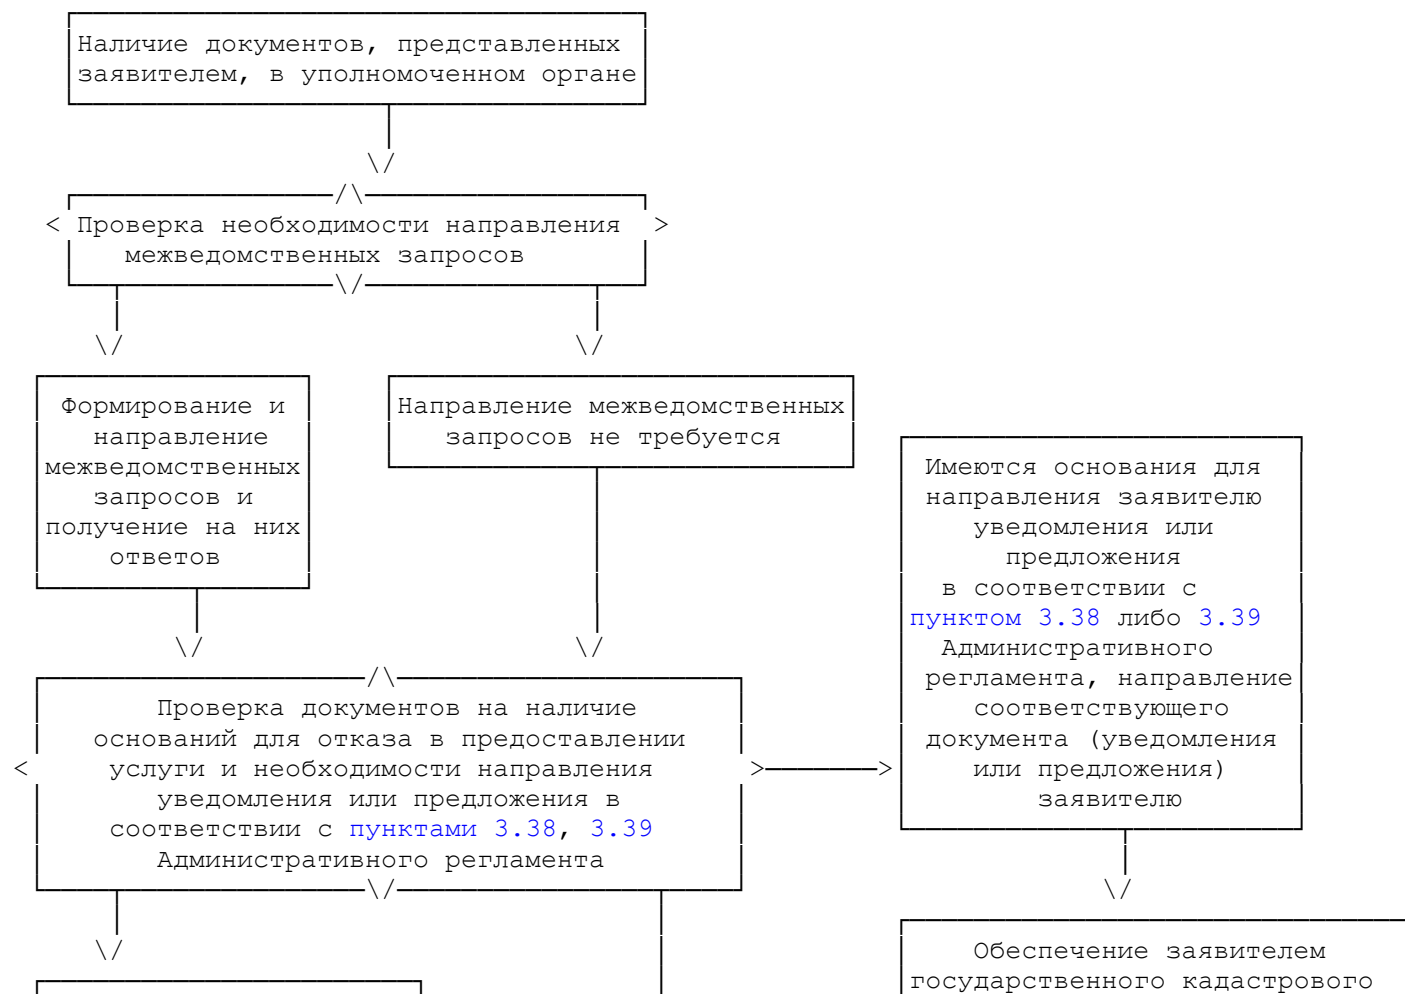 Наличие документов, представленных
заявителем, в уполномоченном органе
Проверка необходимости направления
межведомственных запросов
Формирование и
направление
межведомственных
запросов и
получение на них
ответов
Направление межведомственных
запросов не требуется
Имеются основания для
направления заявителю
уведомления или
предложения
в соответствии с
пунктом 3.38 либо 3.39
Административного
регламента, направление
соответствующего
документа (уведомления
или предложения)
заявителю
Проверка документов на наличие
оснований для отказа в предоставлении
услуги и необходимости направления
уведомления или предложения в
соответствии с пунктами 3.38, 3.39
Административного регламента
Обеспечение заявителем
государственного кадастрового